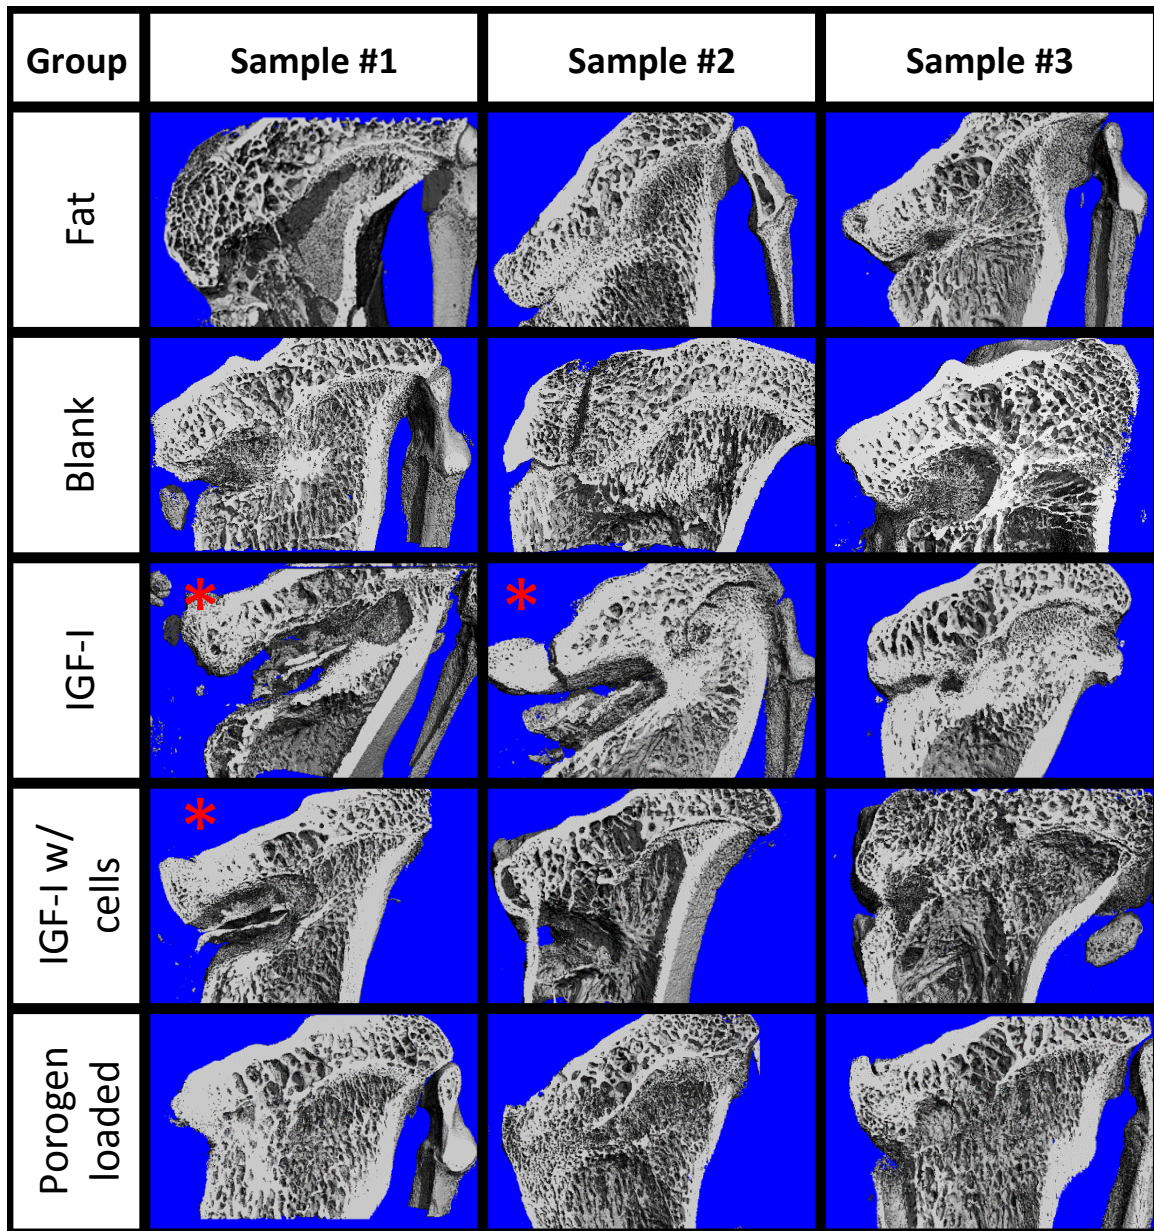 Group
Sample #1
Sample #2
Sample #3
Fat
Blank
IGF-I
*
*
IGF-I w/
cells
*
Porogen
loaded